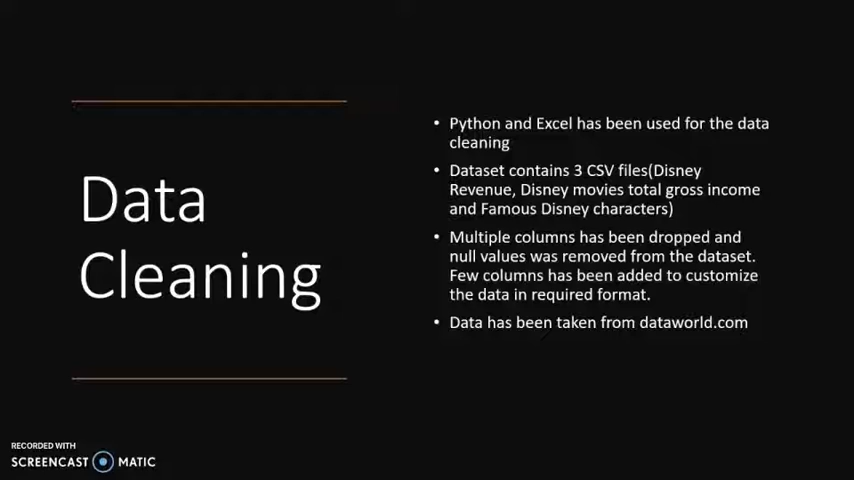 Data
Cleaning
• Python and Excel has been used for the data
cleaning
• Dataset contains 3 CSV files(Disney
Revenue, Disney movies total gross income
and Famous Disney characters)
• Multiple columns has been dropped and
null values was removed from the dataset.
Few columns has been added to customize
the data in required format.
• Data has been taken from dataworld.com
RECORDED WITH
SCREENCAST MATIC